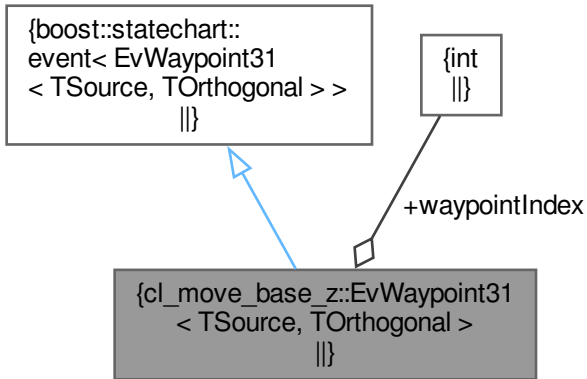 {boost::statechart::
event< EvWaypoint31
< TSource, TOrthogonal > >
||}
{int
||}
+waypointIndex
{cl_move_base_z::EvWaypoint31
< TSource, TOrthogonal >
||}